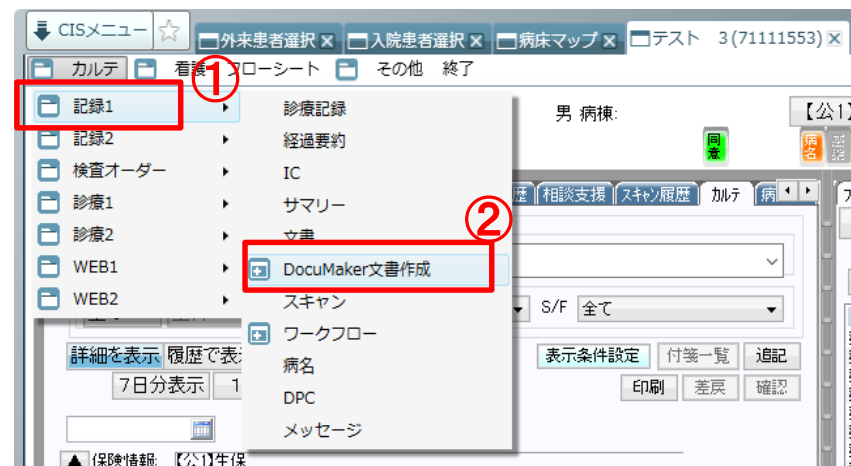 CISメニュー ☆ 外来患者選択 × 入院患者選択 × 病床マップ × テスト 3(71111553) ×
カルテ 看護 フローシート その他 終了
①
記録1
記録2
検査オーダー
診療1
診療2
WEB1
WEB2
診療記録
経過要約
IC
サマリー
文書
②
DocuMaker文書作成
スキャン
ワークフロー
病名
DPC
メッセージ
男 病棟: 【公1】
同意 病名
歴 相談支援 スキャン履歴 カルテ 病
S/F 全て
詳細を表示 履歴で表 表示条件設定 付箋一覧 追記
7日分表示 1 印刷 差戻 確認
▲ 保険情報: 【公1】生保